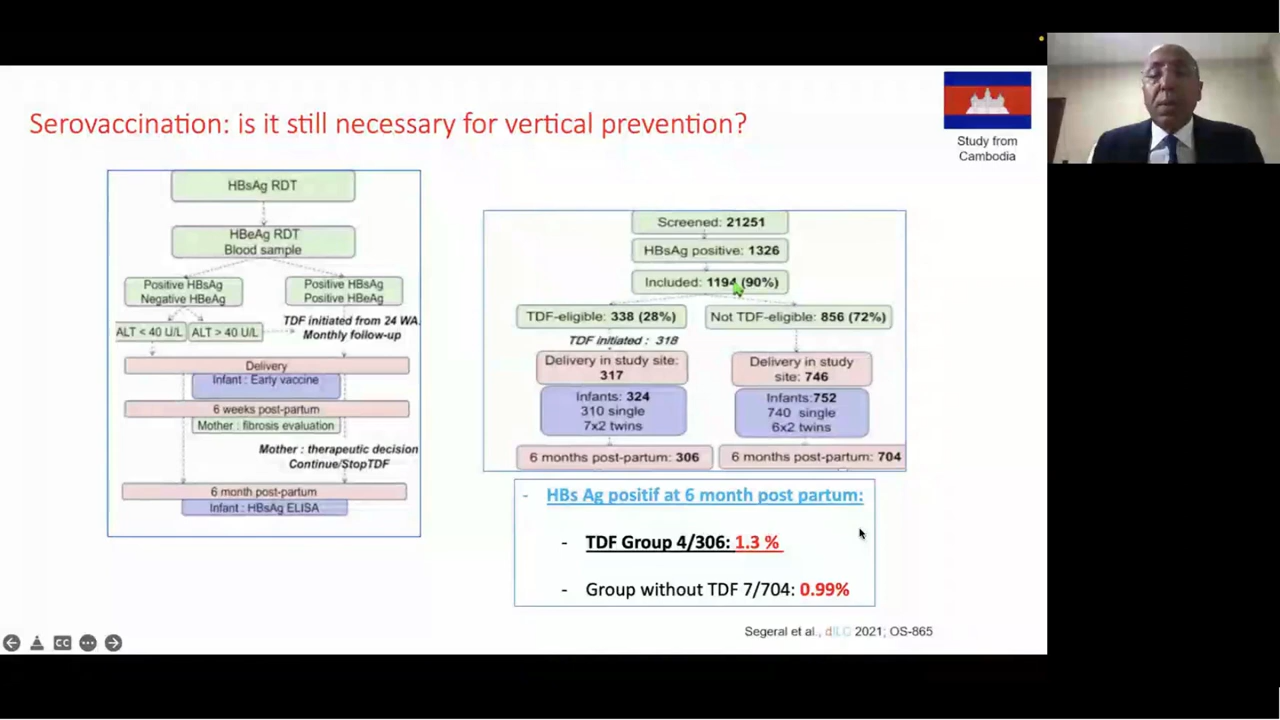 Serovaccination: is it still necessary for vertical prevention?
Study from
Cambodia
HBsAg RDT
HBeAg RDT
Blood sample
Positive HBsAg
Negative HBeAg
Positive HBsAg
Positive HBeAg
ALT < 40 U/L
ALT > 40 U/L
TDF initiated from 24 WA.
Monthly follow-up
Delivery
Infant : Early vaccine
6 weeks post-partum
Mother : fibrosis evaluation
Mother : therapeutic decision
Continue/StopTDF
6 month post-partum
Infant : HBsAg ELISA
Screened: 21251
HBsAg positive: 1326
Included: 1194 (90%)
TDF-eligible: 338 (28%)
Not TDF-eligible: 856 (72%)
TDF initiated : 318
Delivery in study site:
317
Delivery in study
site: 746
Infants: 324
310 single
7x2 twins
Infants:752
740 single
6x2 twins
6 months post-partum: 306
6 months post-partum: 704
- HBs Ag positif at 6 month post partum:
- TDF Group 4/306: 1.3 %
- Group without TDF 7/704: 0.99%
Segeral et al., dILC 2021; OS-865
CC